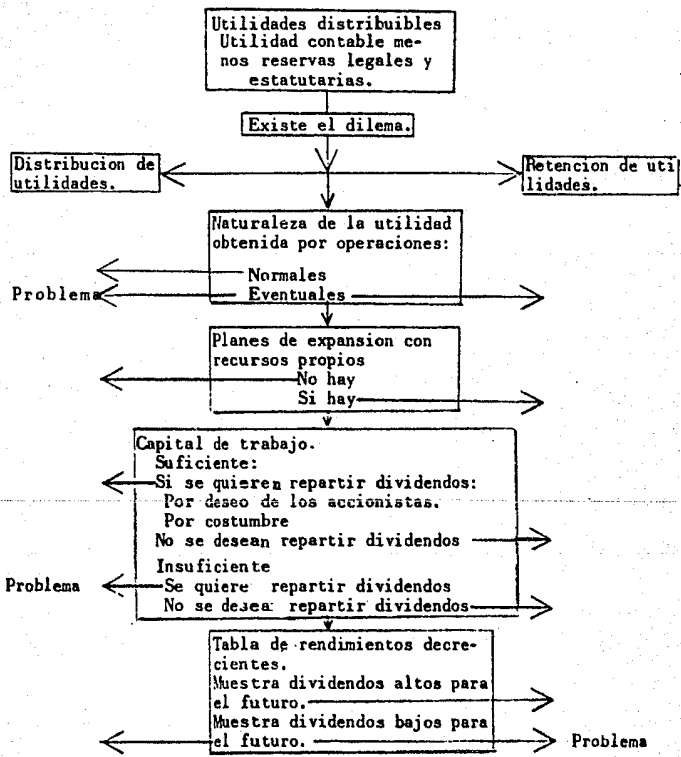 Utilidades distribuibles
Utilidad contable me-
nos reservas legales y
estatutarias.
Existe el dilema.
Distribucion de
utilidades.
Retencion de uti
lidades.
Naturaleza de la utilidad
obtenida por operaciones:
Normales
Problema
Eventuales
Planes de expansion con
recursos propios
No hay
Si hay
Capital de trabajo.
Suficiente:
Si se quieren repartir dividendos:
Por deseo de los accionistas.
Por costumbre
No se desean repartir dividendos
Insuficiente
Problema
Se quiere repartir dividendos
No se desea repartir dividendos
Tabla de rendimientos decre-
cientes.
Muestra dividendos altos para
el futuro.
Muestra dividendos bajos para
el futuro.
Problema